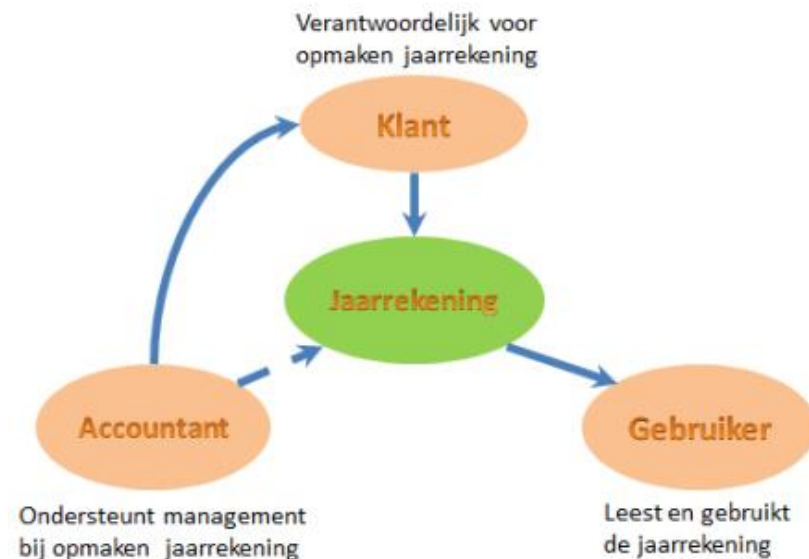 Verantwoordelijk voor
opmaken jaarrekening
Klant
Jaarrekening
Accountant
Gebruiker
Ondersteunt management
bij opmaken jaarrekening
Leest en gebruikt
de jaarrekening